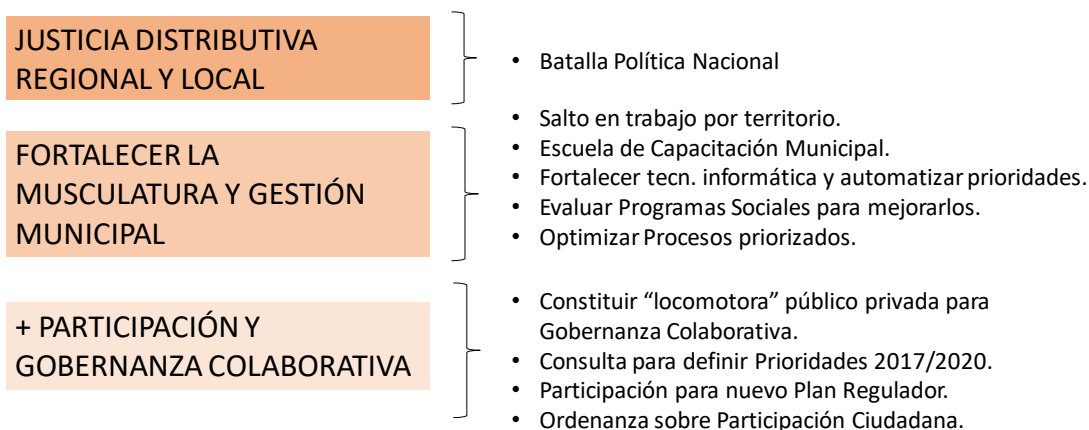 JUSTICIA DISTRIBUTIVA
REGIONAL Y LOCAL
• Batalla Política Nacional
FORTALECER LA
MUSCULATURA Y GESTIÓN
MUNICIPAL
• Salto en trabajo por territorio.
• Escuela de Capacitación Municipal.
• Fortalecer tecn. informática y automatizar prioridades.
• Evaluar Programas Sociales para mejorarlos.
• Optimizar Procesos priorizados.
+ PARTICIPACIÓN Y
GOBERNANZA COLABORATIVA
• Constituir “locomotora” público privada para
Gobernanza Colaborativa.
• Consulta para definir Prioridades 2017/2020.
• Participación para nuevo Plan Regulador.
• Ordenanza sobre Participación Ciudadana.